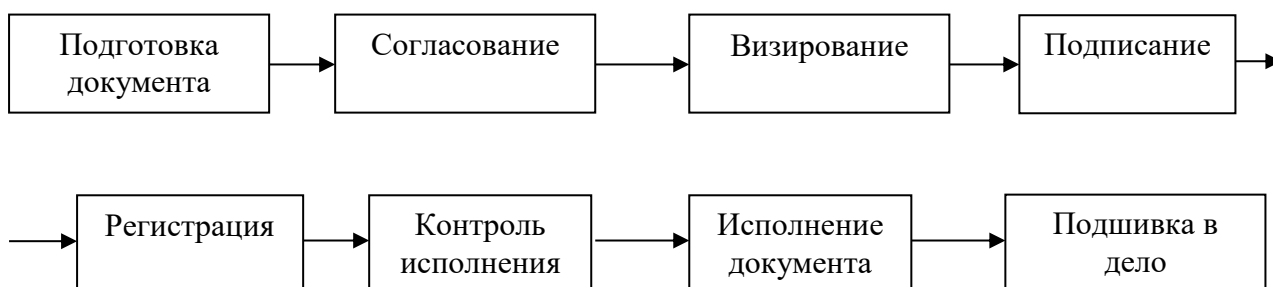 Подготовка
документа
Согласование
Визирование
Подписание
Регистрация
Контроль
исполнения
Исполнение
документа
Подшивка в
дело